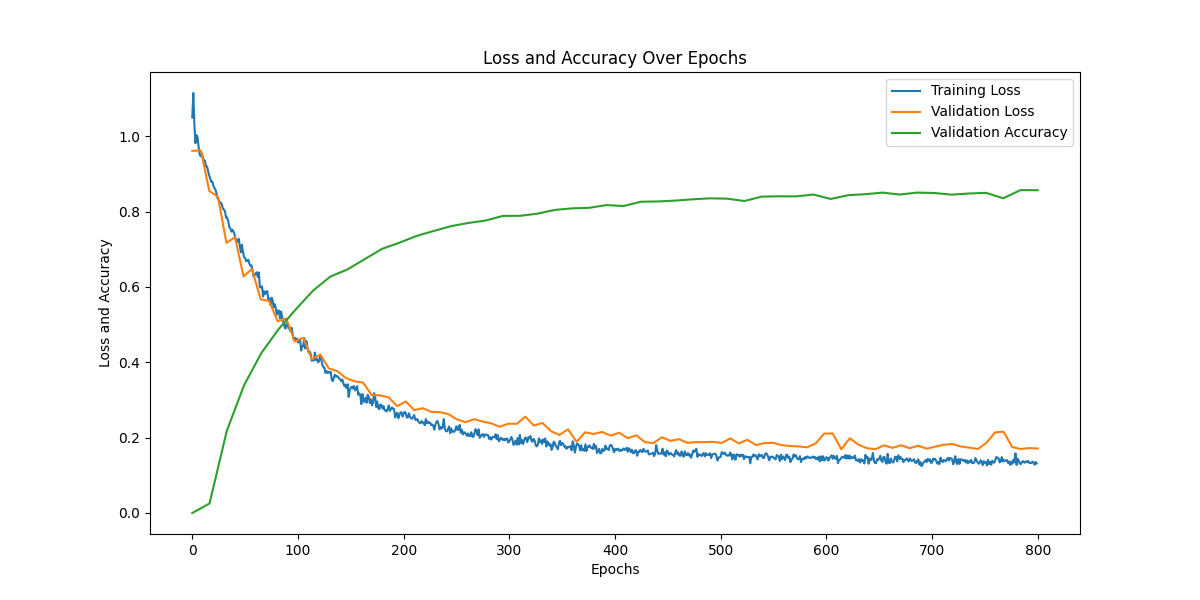 Loss and Accuracy Over Epochs
Training Loss
Validation Loss
Validation Accuracy
Loss and Accuracy
1.0
0.8
0.6
0.4
0.2
0.0
0 100 200 300 400 500 600 700 800
Epochs